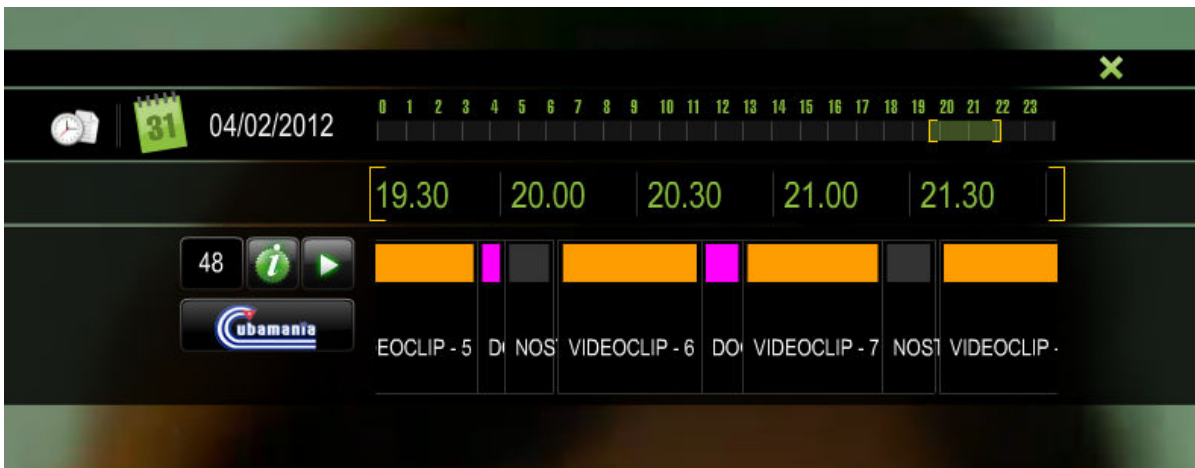 0 1 2 3 4 5 6 7 8 9 10 11 12 13 14 15 16 17 18 19 20 21 22 23
31 04/02/2012
19.30 20.00 20.30 21.00 21.30
48 i
Cubamania
EOCLIP - 5 DO NOS VIDEOCLIP - 6 DO VIDEOCLIP - 7 NOST VIDEOCLIP -